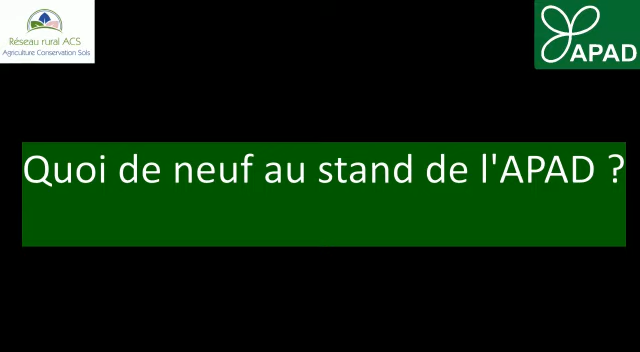 Réseau rural ACS
Agriculture Conservation Sols
APAD
Quoi de neuf au stand de l'APAD ?